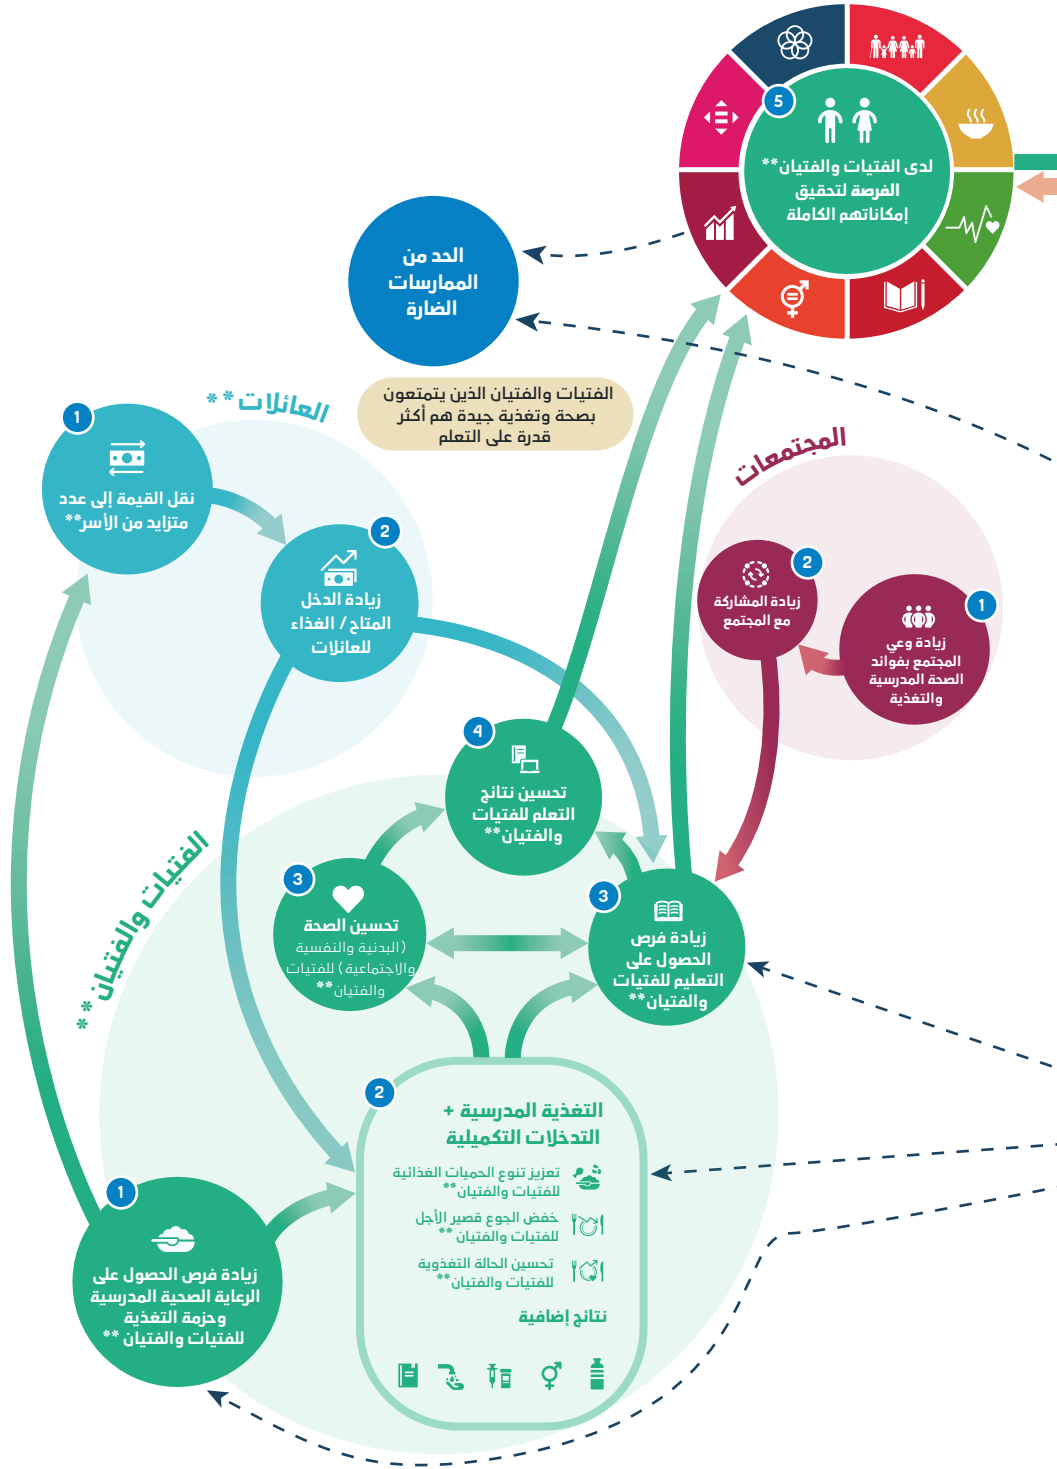 5
لدى الفتيات والفتيان**
الفرصة لتحقيق
إمكاناتهم الكاملة
الحد من
الممارسات
الضارة
الفتيات والفتيان الذين يتمتعون
بصحة وتغذية جيدة هم أكثر
قدرة على التعلم
العائلات**
1
نقل القيمة إلى عدد
متزايد من الأسر**
2
زيادة الدخل
المتاح / الغذاء
للعائلات
المجتمعات
1
زيادة وعي
المجتمع بفوائد
الصحة المدرسية
والتغذية
2
زيادة المشاركة
مع المجتمع
الفتيات والفتيان**
4
تحسين نتائج
التعلم للفتيات
والفتيان**
3
زيادة فرص
الحصول على
التعليم للفتيات
والفتيان**
3
تحسين الصحة
(البدنية والنفسية
والاجتماعية) للفتيات
والفتيان**
2
التغذية المدرسية +
التدخلات التكميلية
تعزيز تنوع الحميات الغذائية
للفتيات والفتيان**
خفض الجوع قصير الأجل
للفتيات والفتيان **
تحسين الحالة التغذوية
للفتيات والفتيان**
نتائج إضافية
1
زيادة فرص الحصول على
الرعاية الصحية المدرسية
وحزمة التغذية
للفتيات والفتيان **